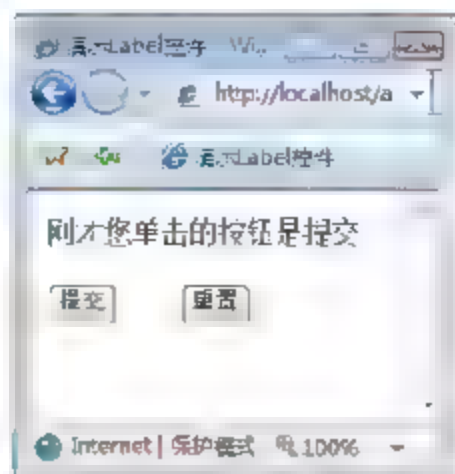 显示Label控件 Wi
http://localhost/a
显示Label控件
刚才您单击的按钮是提交
提交 重置
Internet | 保护模式 100%